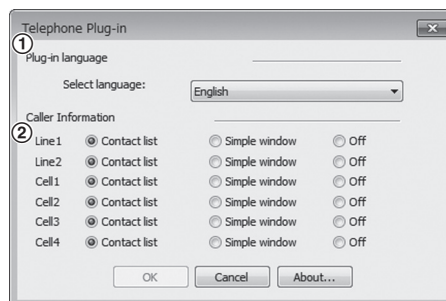 Telephone Plug-in
1
Plug-in language
Select language: English
Caller Information
2
Line1 Contact list Simple window Off
Line2 Contact list Simple window Off
Cell1 Contact list Simple window Off
Cell2 Contact list Simple window Off
Cell3 Contact list Simple window Off
Cell4 Contact list Simple window Off
OK Cancel About...